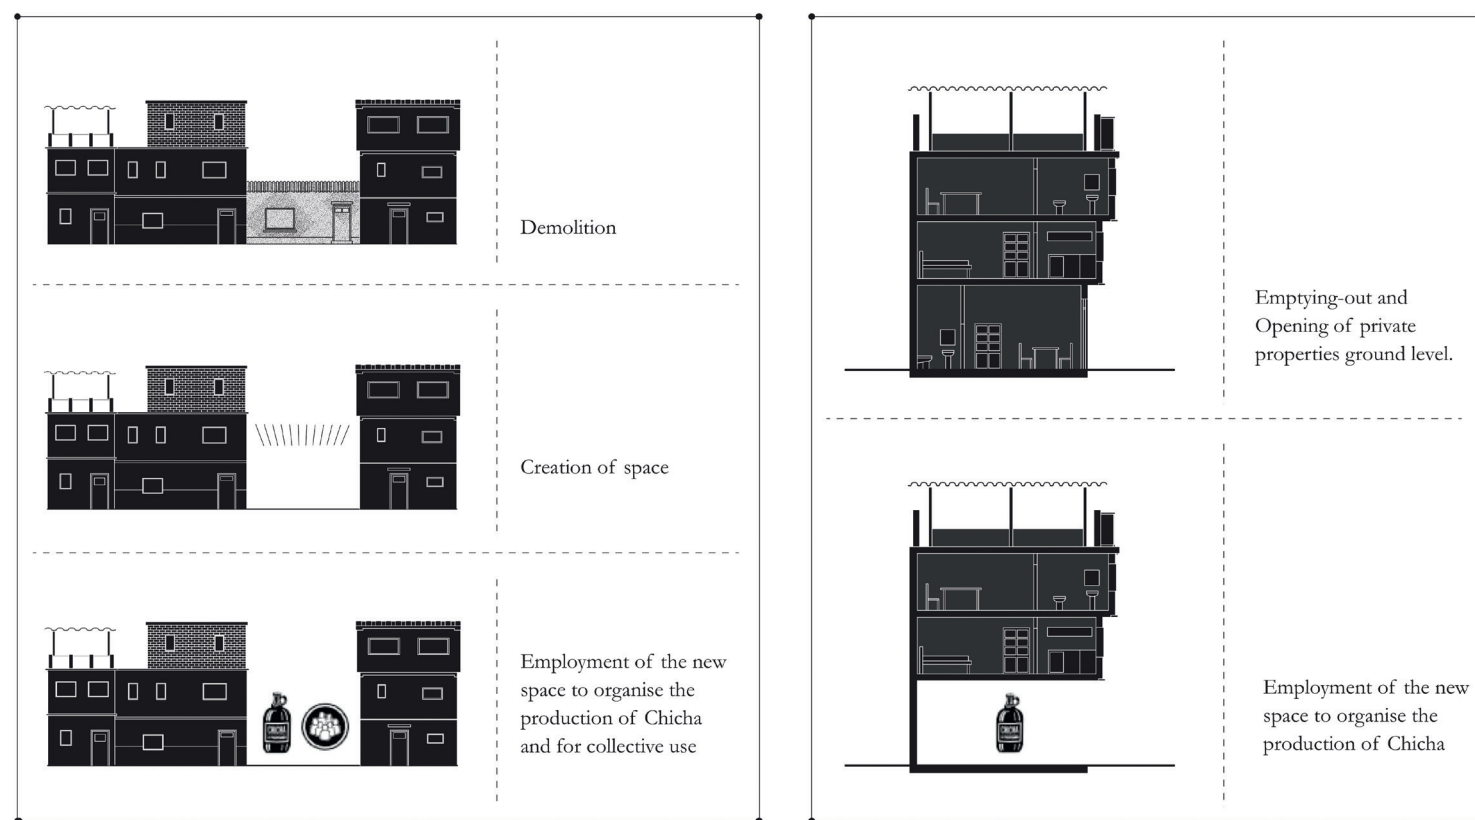 Demolition
Creation of space
Employment of the new
space to organise the
production of Chicha
and for collective use
CHICHA
Emptying-out and
Opening of private
properties ground level.
Employment of the new
space to organise the
production of Chicha
CHICHA